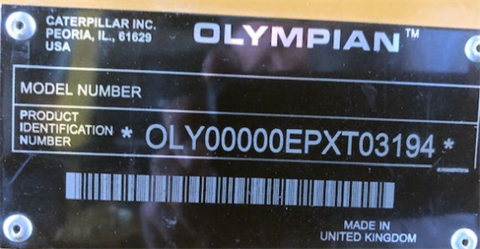 CATERPILLAR INC.
PEORIA, IL., 61629
USA
OLYMPIAN™
MODEL NUMBER
PRODUCT
IDENTIFICATION
NUMBER
* OLY00000EPXT03194 *
MADE IN
UNITED KINGDOM